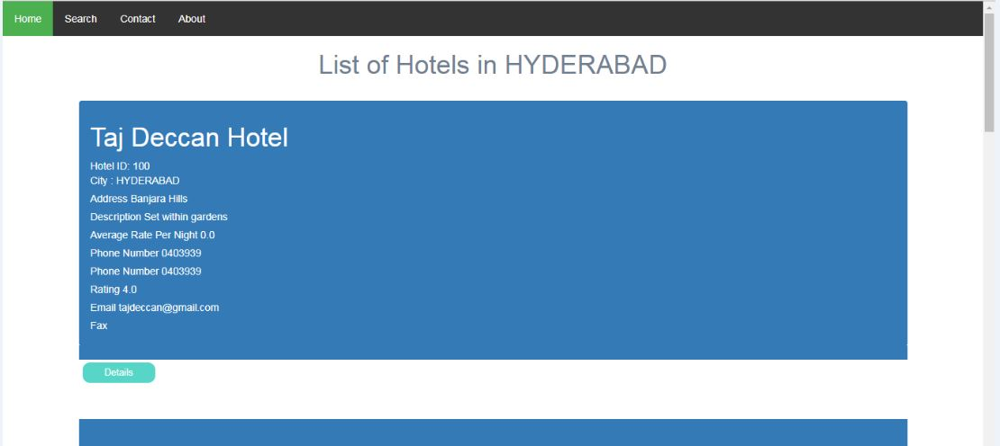 Home Search Contact About
List of Hotels in HYDERABAD
Taj Deccan Hotel
Hotel ID: 100
City : HYDERABAD
Address Banjara Hills
Description Set within gardens
Average Rate Per Night 0.0
Phone Number 0403939
Phone Number 0403939
Rating 4.0
Email tajdeccan@gmail.com
Fax
Details